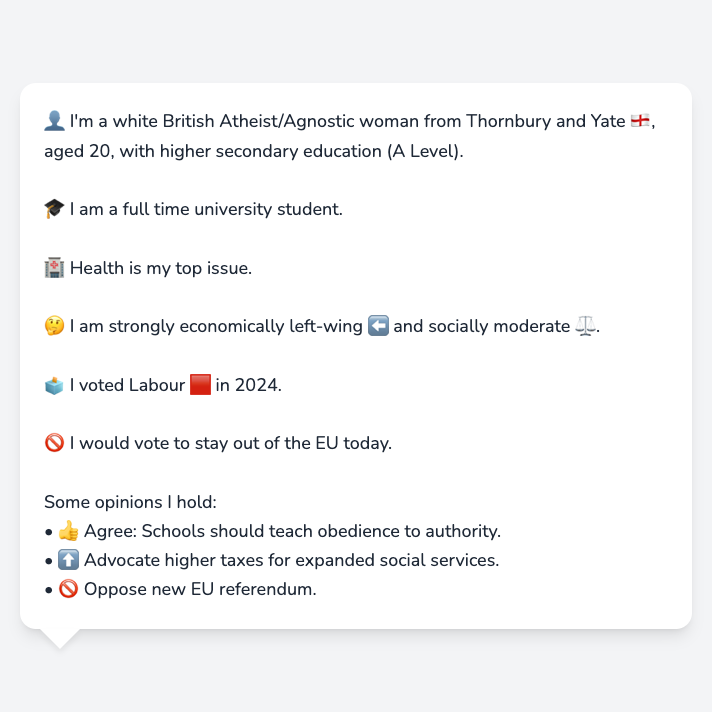 👤 I'm a white British Atheist/Agnostic woman from Thornbury and Yate 🏴󠁧󠁢󠁥󠁮󠁧󠁿,
aged 20, with higher secondary education (A Level).
🎓 I am a full time university student.
🏥 Health is my top issue.
🤔 I am strongly economically left-wing ⬅️ and socially moderate ⚖️.
🗳️ I voted Labour 🟥 in 2024.
🚫 I would vote to stay out of the EU today.
Some opinions I hold:
• 👍 Agree: Schools should teach obedience to authority.
• ⬆️ Advocate higher taxes for expanded social services.
• 🚫 Oppose new EU referendum.